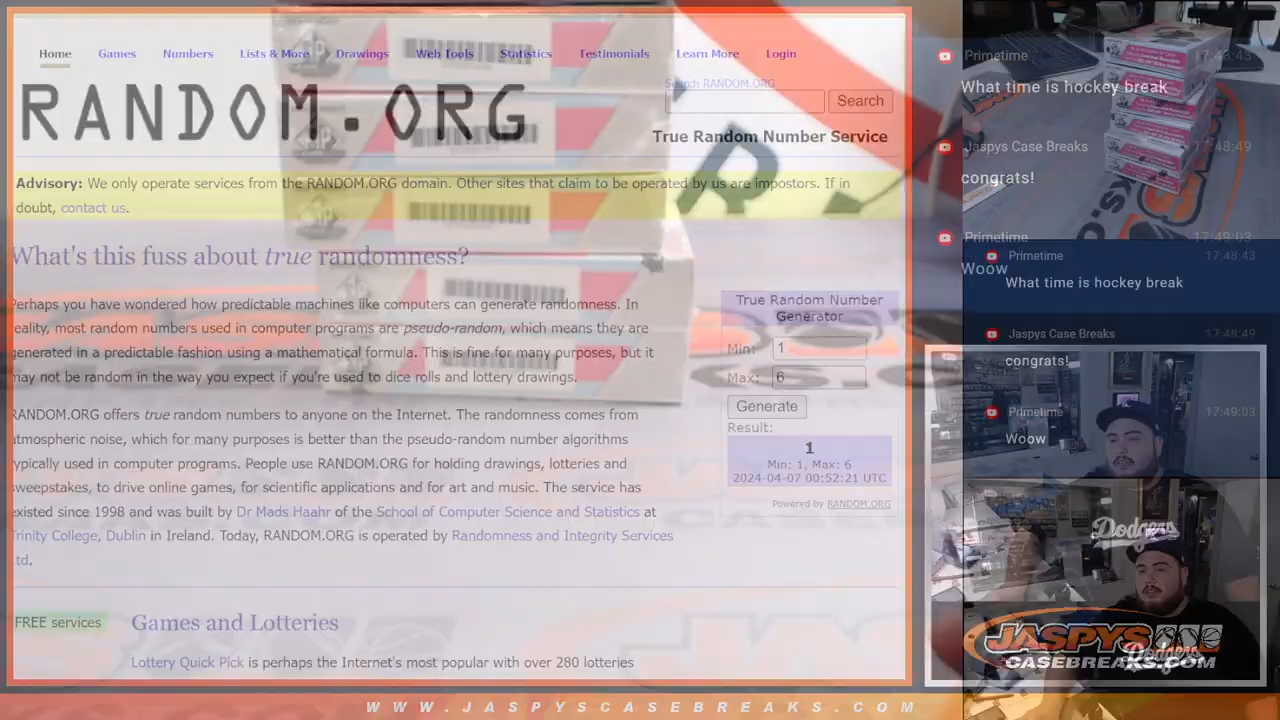 Home Games Numbers Lists & More Drawings Web Tools Statistics Testimonials Learn More Login
Search RANDOM.ORG
RANDOM.ORG
Search
True Random Number Service
Advisory: We only operate services from the RANDOM.ORG domain. Other sites that claim to be operated by us are impostors. If in
doubt, contact us.
What's this fuss about true randomness?
Perhaps you have wondered how predictable machines like computers can generate randomness. In
reality, most random numbers used in computer programs are pseudo-random, which means they are
generated in a predictable fashion using a mathematical formula. This is fine for many purposes, but it
may not be random in the way you expect if you're used to dice rolls and lottery drawings.
RANDOM.ORG offers true random numbers to anyone on the Internet. The randomness comes from
atmospheric noise, which for many purposes is better than the pseudo-random number algorithms
typically used in computer programs. People use RANDOM.ORG for holding drawings, lotteries and
sweepstakes, to drive online games, for scientific applications and for art and music. The service has
existed since 1998 and was built by Dr Mads Haahr of the School of Computer Science and Statistics at
Trinity College, Dublin in Ireland. Today, RANDOM.ORG is operated by Randomness and Integrity Services
Ltd.
True Random Number
Generator
Min: 1
Max: 6
Generate
Result:
1
Min: 1, Max: 6
2024-04-07 00:52:21 UTC
Powered by RANDOM.ORG
FREE services
Games and Lotteries
Lottery Quick Pick is perhaps the Internet's most popular with over 280 lotteries
Primetime 17:48:43
What time is hockey break
Jaspys Case Breaks 17:48:49
congrats!
Primetime 17:49:03
Woow
Primetime 17:48:43
What time is hockey break
Jaspys Case Breaks 17:48:49
congrats!
Primetime 17:49:03
Woow
Dodgers
JASPYS
CASEBREAKS.COM
Dodgers
WWW.JASPYSCASEBREAKS.COM